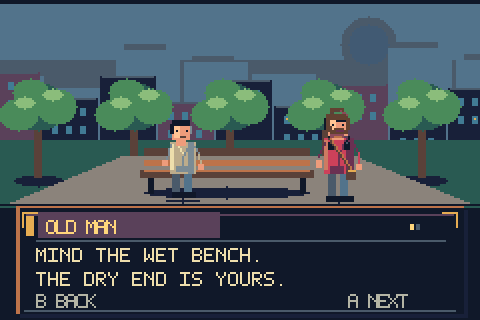 OLD MAN
MIND THE WET BENCH.
THE DRY END IS YOURS.
B BACK
A NEXT